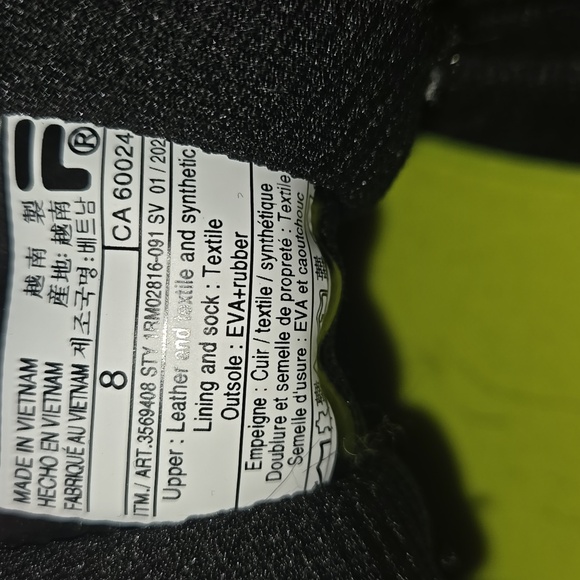 ®
MADE IN VIETNAM 越南製
HECHO EN VIETNAM 産地: 越南
FABRIQUÉ AU VIETNAM 제조국명: 베트남
8
CA 60024
ITM./ ART.3569408 STY ARM02816-091 SV 01 / 202
Upper : Leather and textile and synthetic
Lining and sock : Textile
Outsole : EVA+rubber
Empeigne : Cuir / textile / synthétique
Doublure et semelle de propreté : Textile
Semelle d'usure : EVA et caoutchouc